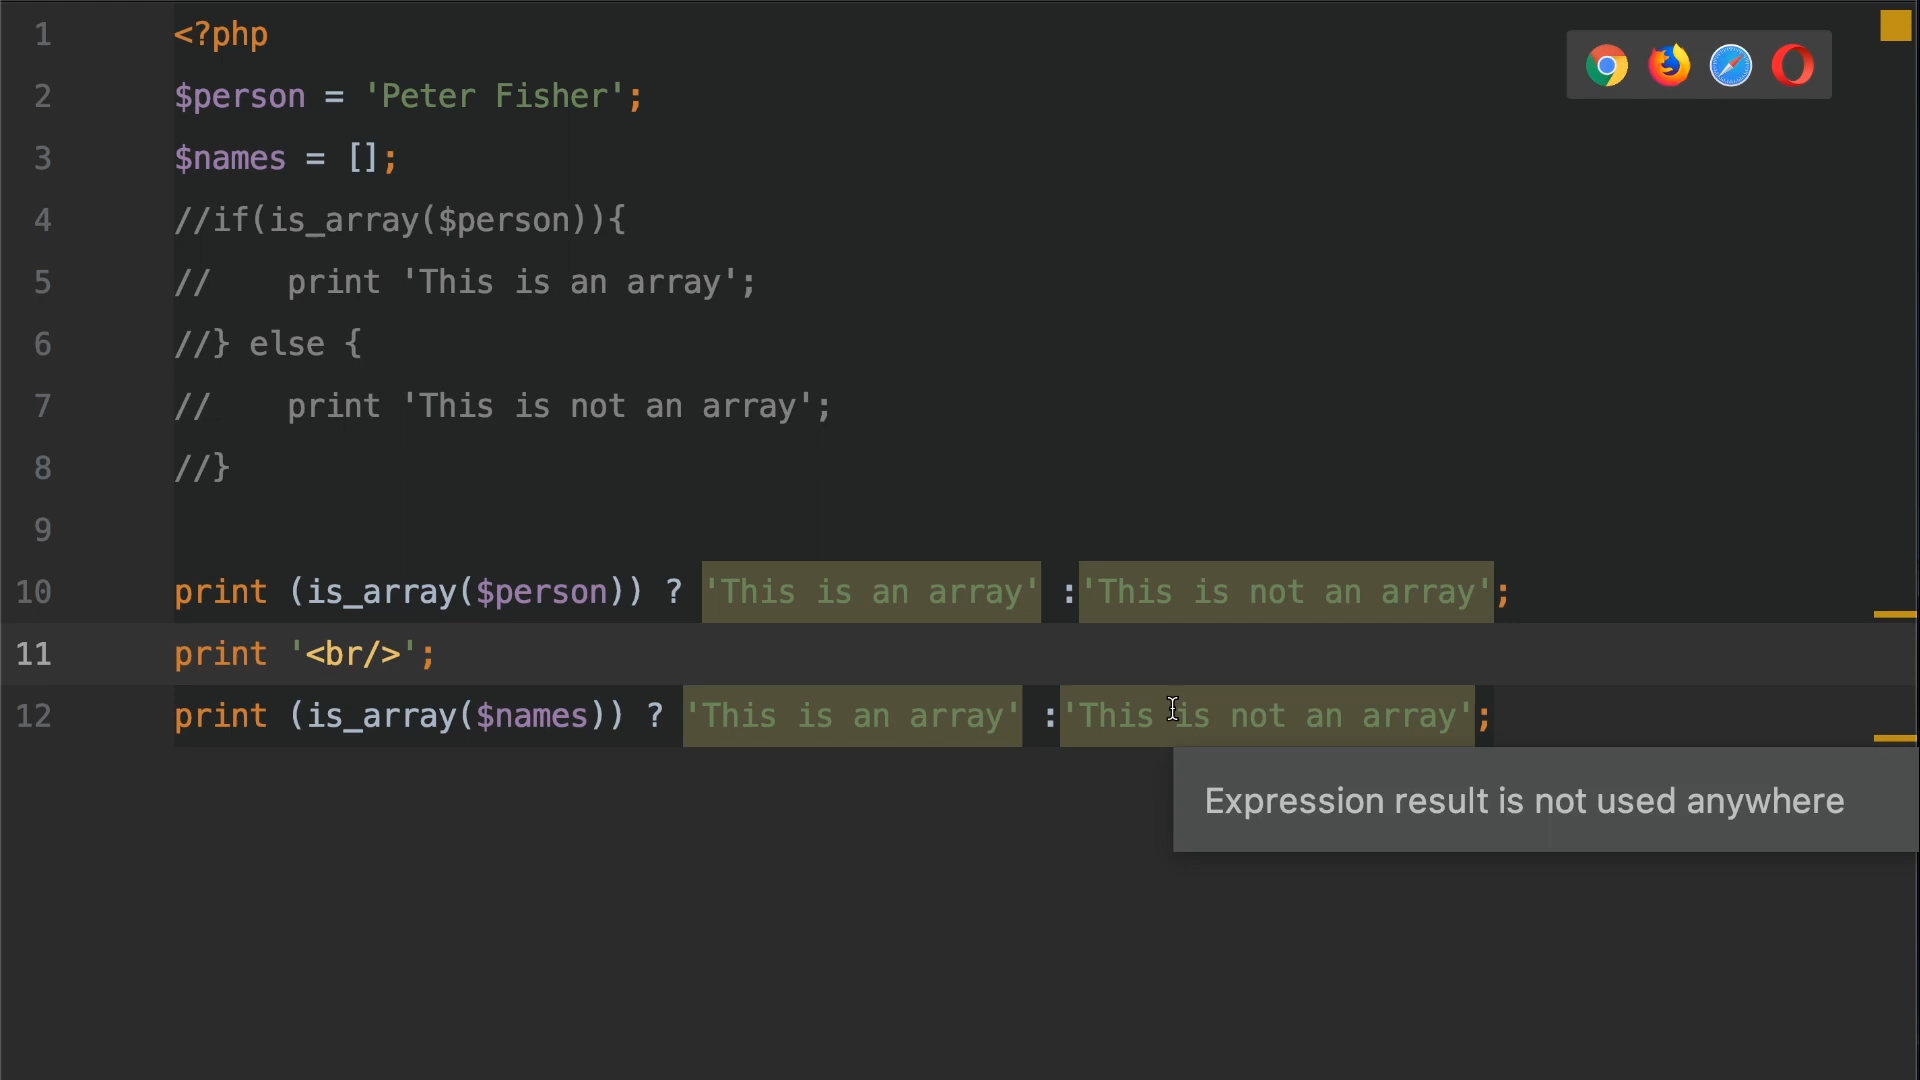 1 <?php
2 $person = 'Peter Fisher';
3 $names = [];
4 //if(is_array($person)){
5 //    print 'This is an array';
6 //} else {
7 //    print 'This is not an array';
8 //}
9
10 print (is_array($person)) ? 'This is an array' :'This is not an array';
11 print '<br/>';
12 print (is_array($names)) ? 'This is an array' :'This is not an array';
Expression result is not used anywhere